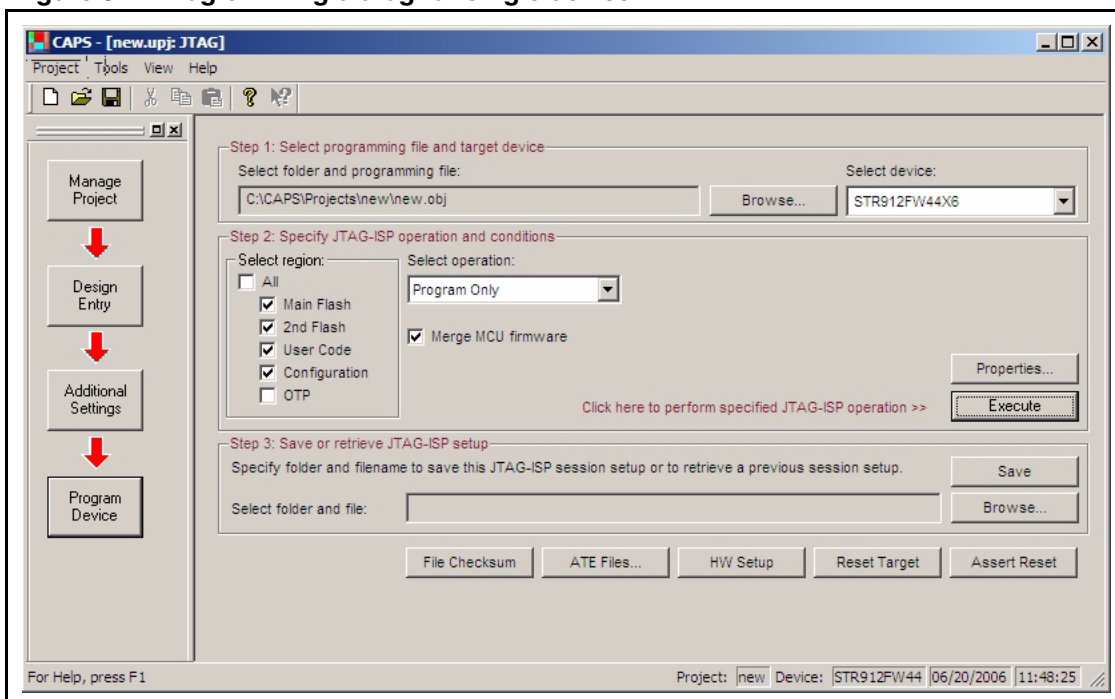 CAPS - [new.upj: JTAG]
Project Tools View Help
Manage
Project
Design
Entry
Additional
Settings
Program
Device
Step 1: Select programming file and target device
Select folder and programming file:
Select device:
C:\CAPS\Projects\new\new.obj
Browse...
STR912FW44X6
Step 2: Specify JTAG-ISP operation and conditions
Select region:
All
Main Flash
2nd Flash
User Code
Configuration
OTP
Select operation:
Program Only
Merge MCU firmware
Properties...
Click here to perform specified JTAG-ISP operation >>
Execute
Step 3: Save or retrieve JTAG-ISP setup
Specify folder and filename to save this JTAG-ISP session setup or to retrieve a previous session setup.
Save
Select folder and file:
Browse...
File Checksum
ATE Files...
HW Setup
Reset Target
Assert Reset
For Help, press F1
Project: new Device: STR912FW44 06/20/2006 11:48:25